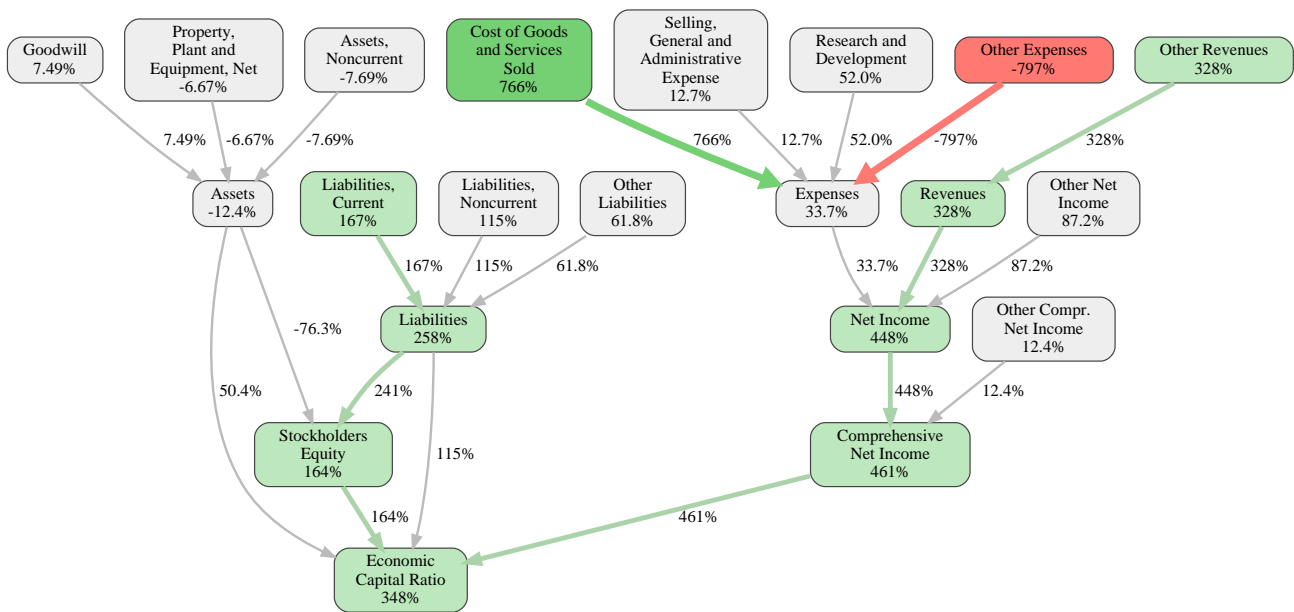 Goodwill
7.49%
Property,
Plant and
Equipment, Net
-6.67%
Assets,
Noncurrent
-7.69%
Cost of Goods
and Services
Sold
766%
Selling,
General and
Administrative
Expense
12.7%
Research and
Development
52.0%
Other Expenses
-797%
Other Revenues
328%
7.49%
-6.67%
-7.69%
766%
12.7%
52.0%
-797%
328%
Assets
-12.4%
Liabilities,
Current
167%
Liabilities,
Noncurrent
115%
Other
Liabilities
61.8%
Expenses
33.7%
Revenues
328%
Other Net
Income
87.2%
167%
115%
61.8%
33.7%
328%
87.2%
Liabilities
258%
Net Income
448%
Other Compr.
Net Income
12.4%
-76.3%
50.4%
241%
115%
448%
12.4%
Stockholders
Equity
164%
Comprehensive
Net Income
461%
164%
461%
Economic
Capital Ratio
348%